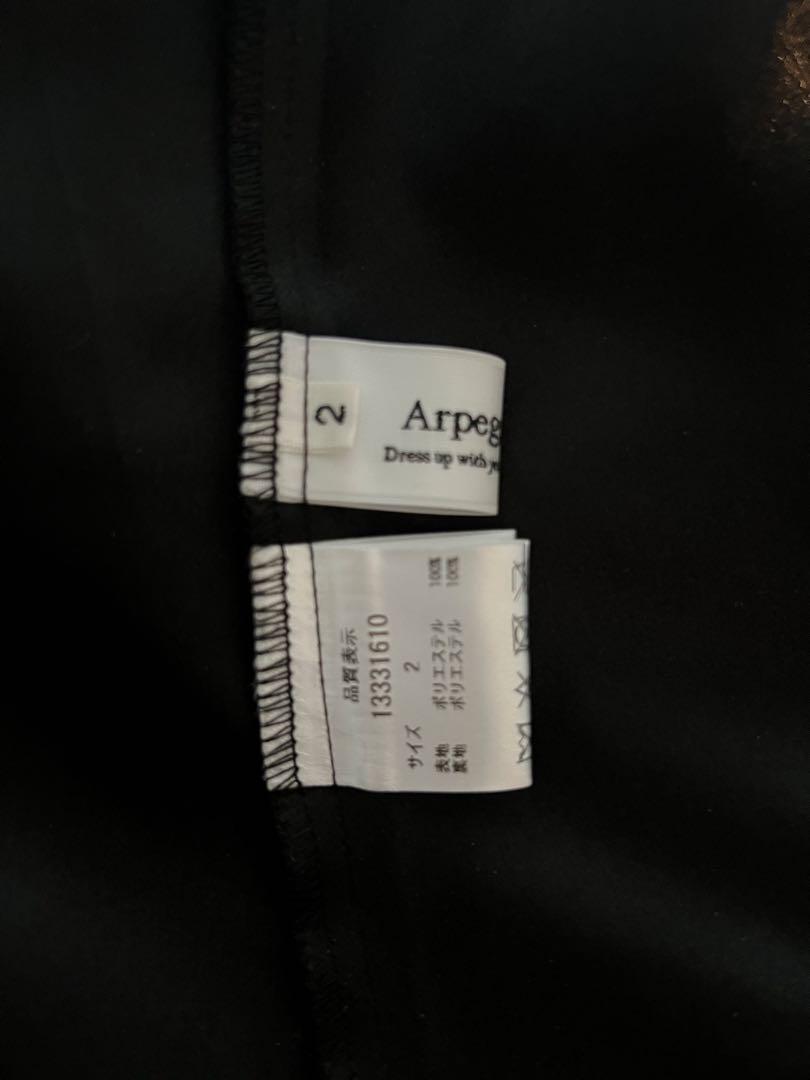 2
Arpeg
Dress up with y
品質表示
13331610
サイズ 2
表地 ポリエステル 100%
裏地 ポリエステル 100%